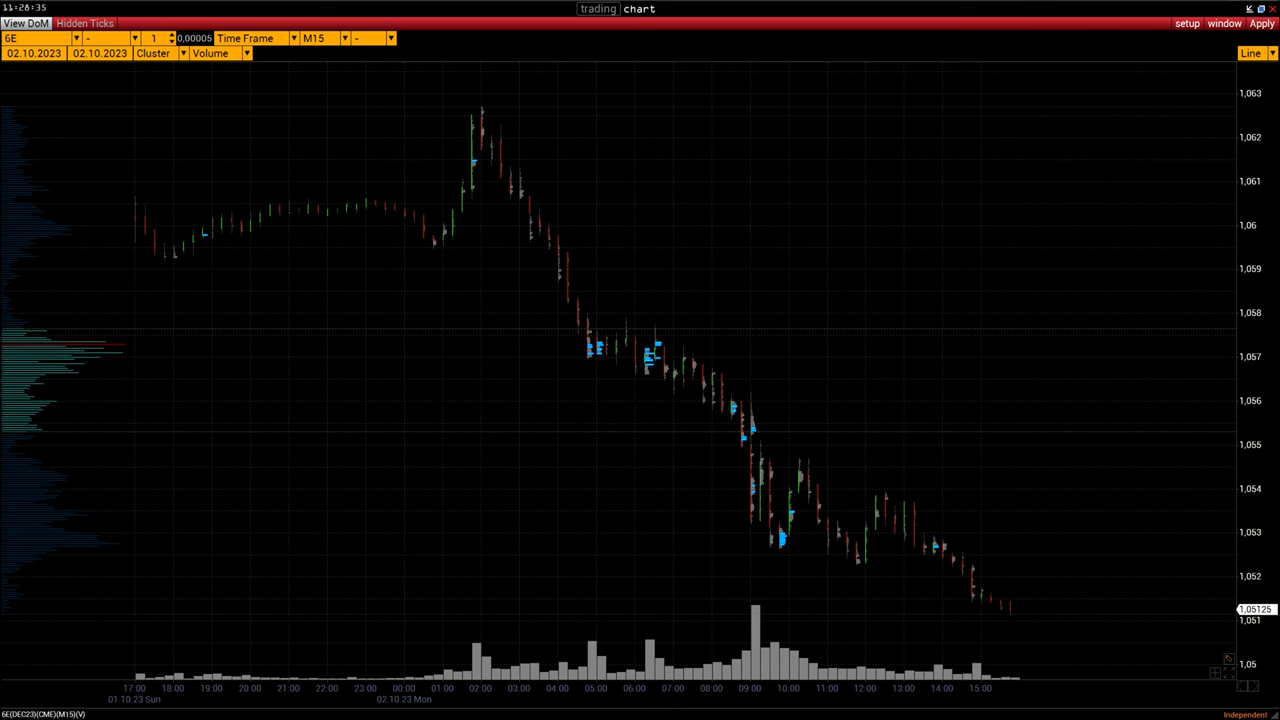 11:28:35
trading chart
View DoM Hidden Ticks setup window Apply
6E - 1 0,00005 Time Frame M15 -
02.10.2023 02.10.2023 Cluster Volume Line
1,063
1,062
1,061
1,06
1,059
1,058
1,057
1,056
1,055
1,054
1,053
1,052
1,05125
1,051
1,05
17:00 18:00 19:00 20:00 21:00 22:00 23:00 00:00 01:00 02:00 03:00 04:00 05:00 06:00 07:00 08:00 09:00 10:00 11:00 12:00 13:00 14:00 15:00
01.10.23 Sun 02.10.23 Mon
6E(DEC23)(CME)(M15)(V) Independent